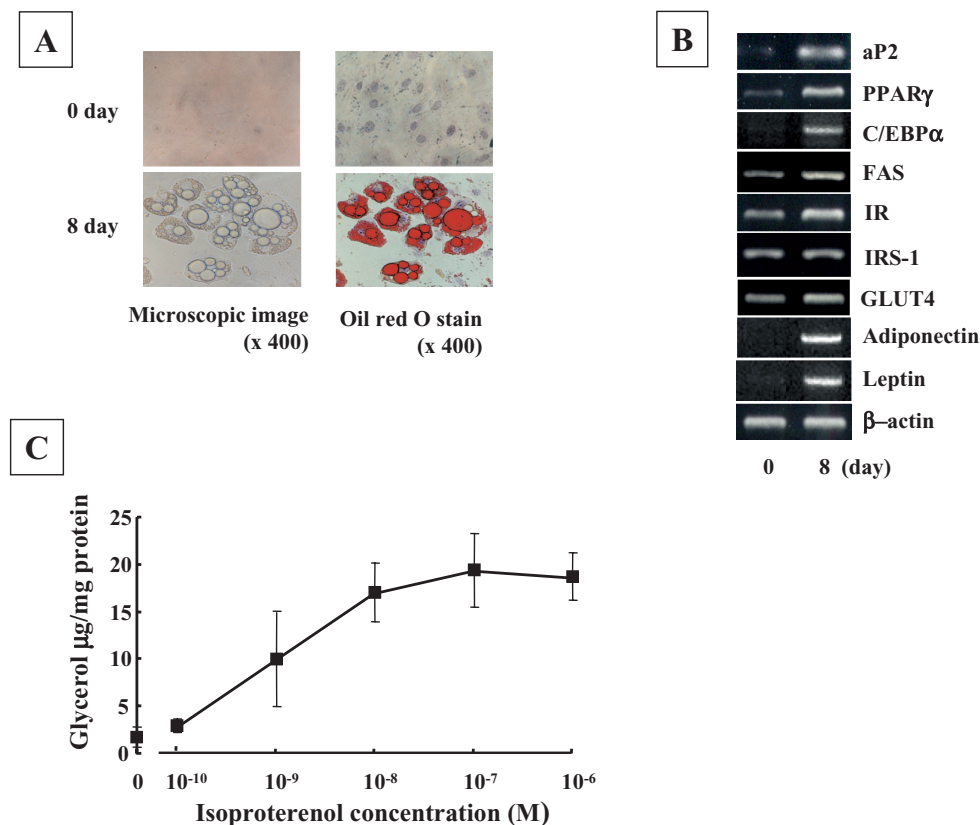 A
0 day
8 day
Microscopic image
(x 400)
Oil red O stain
(x 400)
B
aP2
PPARγ
C/EBPα
FAS
IR
IRS-1
GLUT4
Adiponectin
Leptin
β–actin
0 8 (day)
C
Glycerol μg/mg protein
25
20
15
10
5
0
0 10⁻¹⁰ 10⁻⁹ 10⁻⁸ 10⁻⁷ 10⁻⁶
Isoproterenol concentration (M)